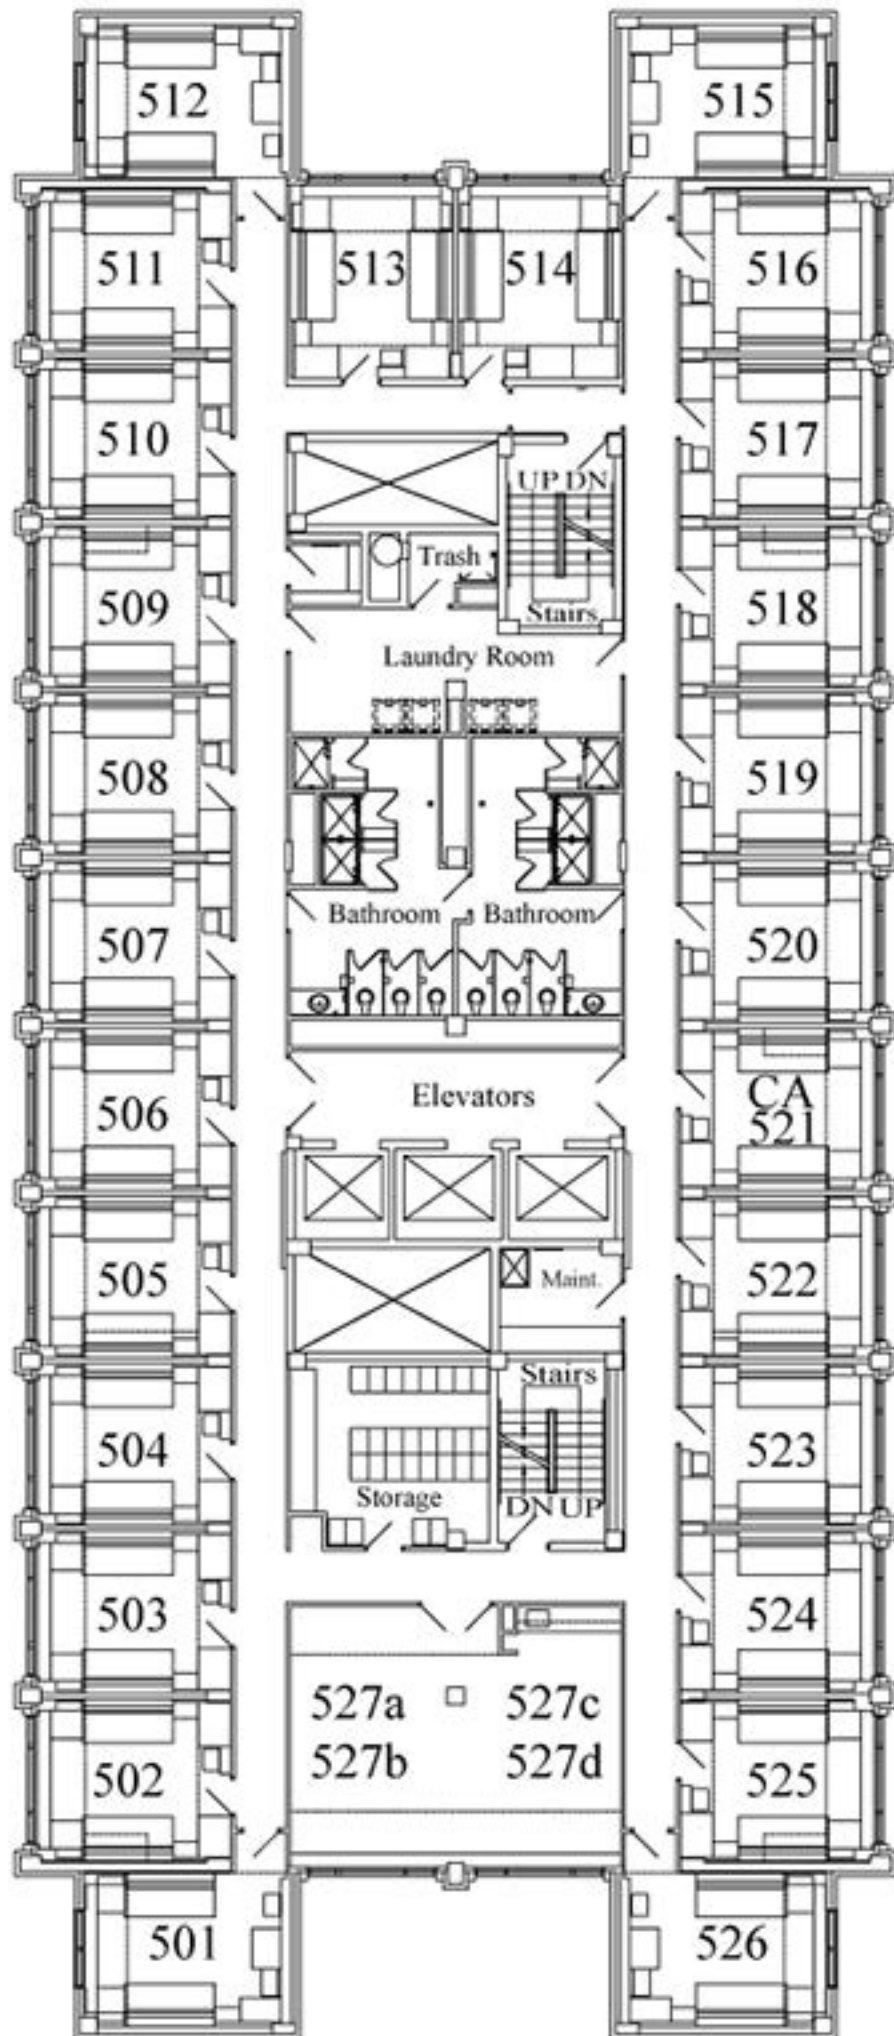 512
515
511
513
514
516
510
517
UP DN
Trash
509
Stairs
518
Laundry Room
508
519
Bathroom
Bathroom
507
520
Elevators
506
CA
521
505
Maint.
522
Stairs
504
523
Storage
DN UP
503
524
527a
527c
527b
527d
502
525
501
526